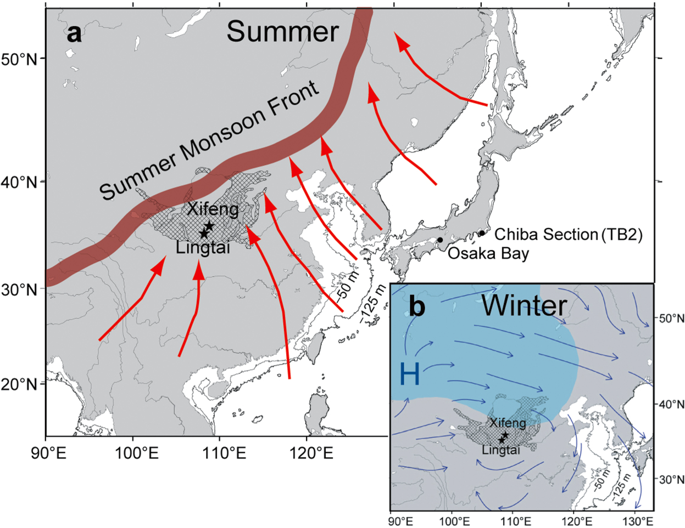 a
Summer
50°N
Summer Monsoon Front
40°N
Xifeng
Lingtai
Chiba Section (TB2)
Osaka Bay
-50 m
-125 m
30°N
20°N
90°E
100°E
110°E
120°E
b
Winter
50°N
H
40°N
Xifeng
Lingtai
-50 m
-125 m
30°N
90°E
100°E
110°E
120°E
130°E